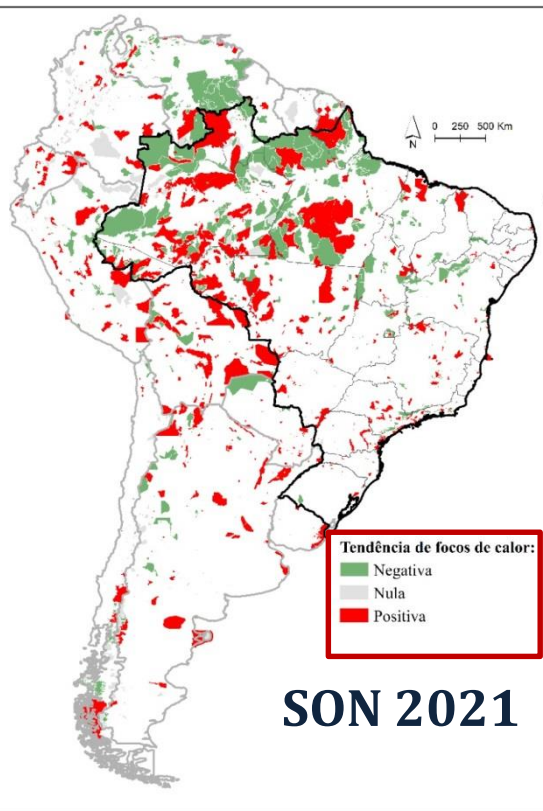 0 250 500 Km
N
Tendência de focos de calor:
Negativa
Nula
Positiva
SON 2021